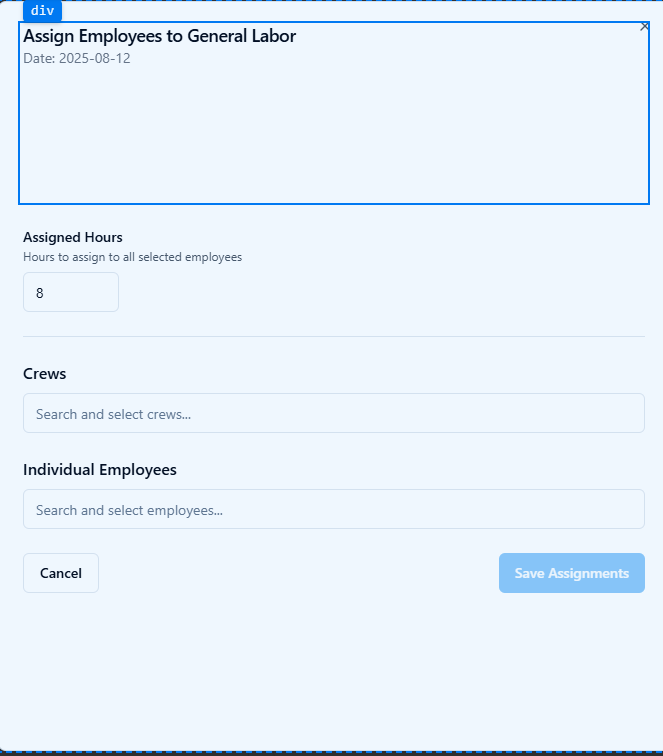 div
Assign Employees to General Labor
Date: 2025-08-12
Assigned Hours
Hours to assign to all selected employees
8
Crews
Search and select crews...
Individual Employees
Search and select employees...
Cancel
Save Assignments